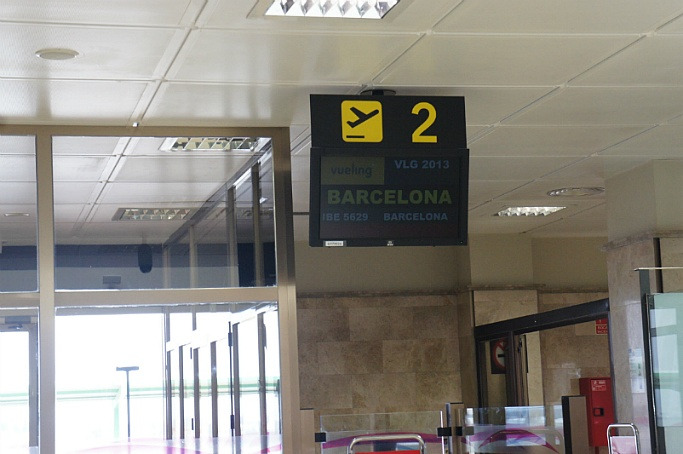 2
vueling VLG 2013
BARCELONA
IBE 5629 BARCELONA